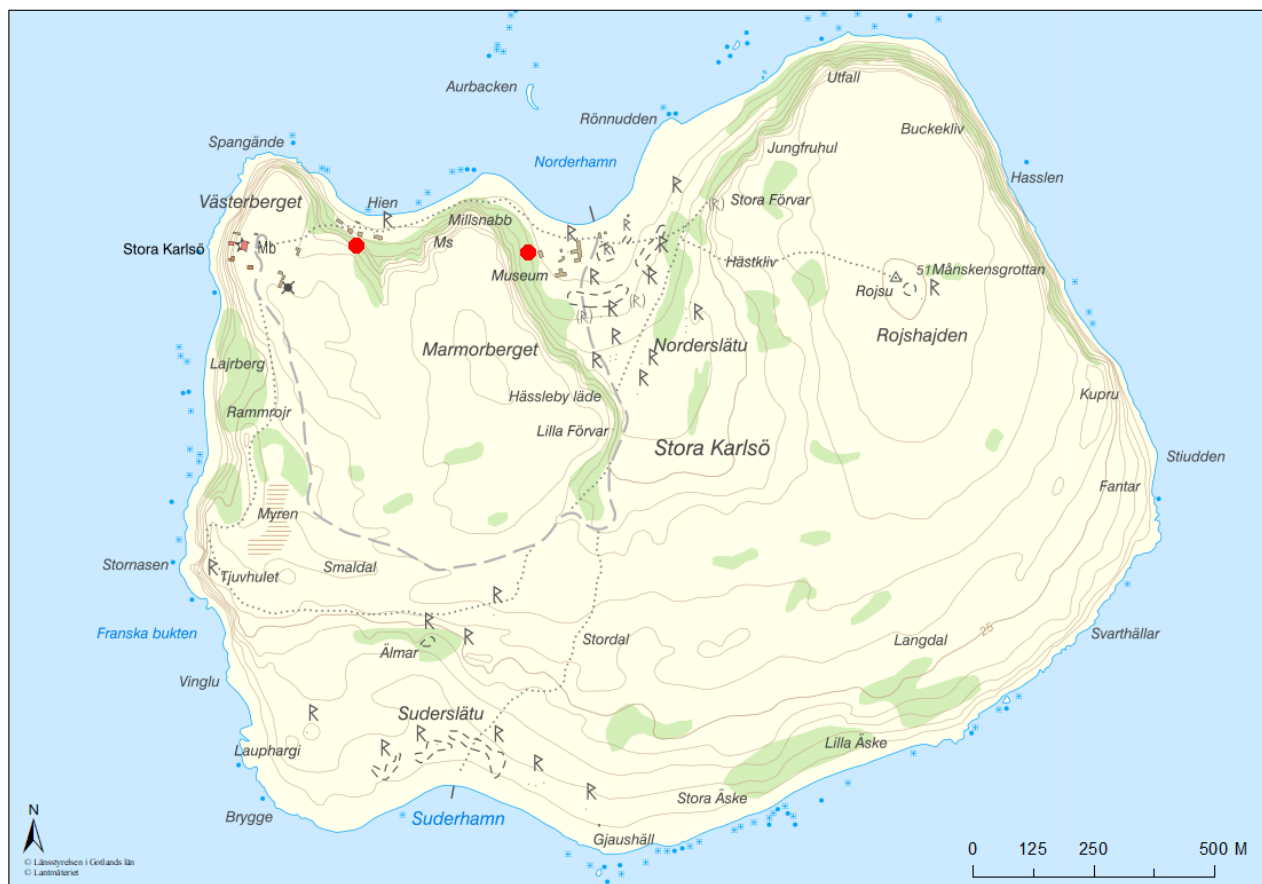 Utfall
Aurbacken
Rönnudden
Buckekliv
Spangände
Jungfruhul
Norderhamn
Hasslen
Västerberget
Hien
Stora Förvar
(R)
Millsnabb
R
R
R
R
R
Stora Karlsö
Mb
Ms
R
Museum
R
R
Hästkliv
51
Månskensgrottan
Rojsu
R
(R)
(R)
R
R
R
Rojshajden
Norderslätu
Marmorberget
R
R
Lajrberg
R
Hässleby läde
Kupru
Rammrojr
Lilla Förvar
Stora Karlsö
Stiudden
Fantar
Myren
Stornasen
R
Tjuvhulet
Smaldal
R
R
25
Franska bukten
R
Stordal
Langdal
Svarthällar
Älmar
Vinglu
R
Suderslätu
R
R
R
Lauphargi
Lilla Äske
R
R
Stora Äske
Brygge
Suderhamn
Gjaushäll
N
© Länsstyrelsen i Gotlands län
© Lantmäteriet
0 125 250 500 M